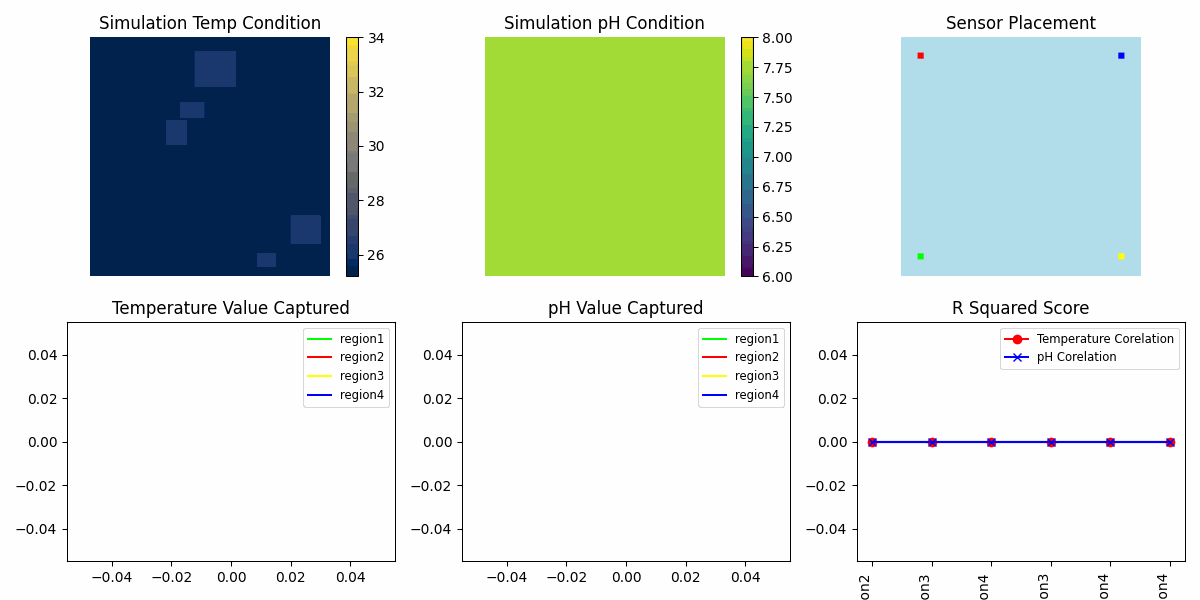 Simulation Temp Condition
34
32
30
28
26
Simulation pH Condition
8.00
7.75
7.50
7.25
7.00
6.75
6.50
6.25
6.00
Sensor Placement
Temperature Value Captured
0.04
0.02
0.00
−0.02
−0.04
−0.04 −0.02 0.00 0.02 0.04
region1
region2
region3
region4
pH Value Captured
0.04
0.02
0.00
−0.02
−0.04
−0.04 −0.02 0.00 0.02 0.04
region1
region2
region3
region4
R Squared Score
0.04
0.02
0.00
−0.02
−0.04
Temperature Corelation
pH Corelation
on2
on3
on4
on3
on4
on4